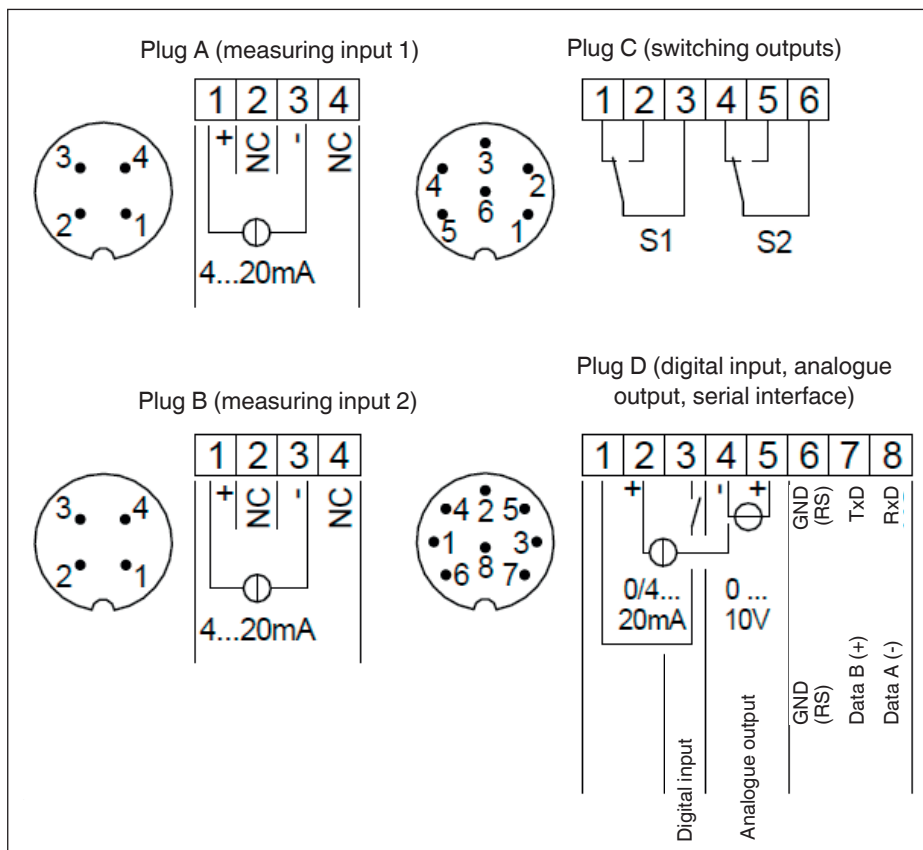 Plug A (measuring input 1)
1 2 3 4
+ NC - NC
3 4
2 1
4...20mA
Plug C (switching outputs)
1 2 3 4 5 6
3
4 2
6
5 1
S1 S2
Plug B (measuring input 2)
1 2 3 4
+ NC - NC
3 4
2 1
4...20mA
Plug D (digital input, analogue
output, serial interface)
1 2 3 4 5 6 7 8
+ - +
4 2 5
1 3
6 8 7
0/4...
20mA
0 ...
10V
GND
(RS)
TxD
RxD
GND
(RS)
Data B (+)
Data A (-)
Digital input
Analogue output